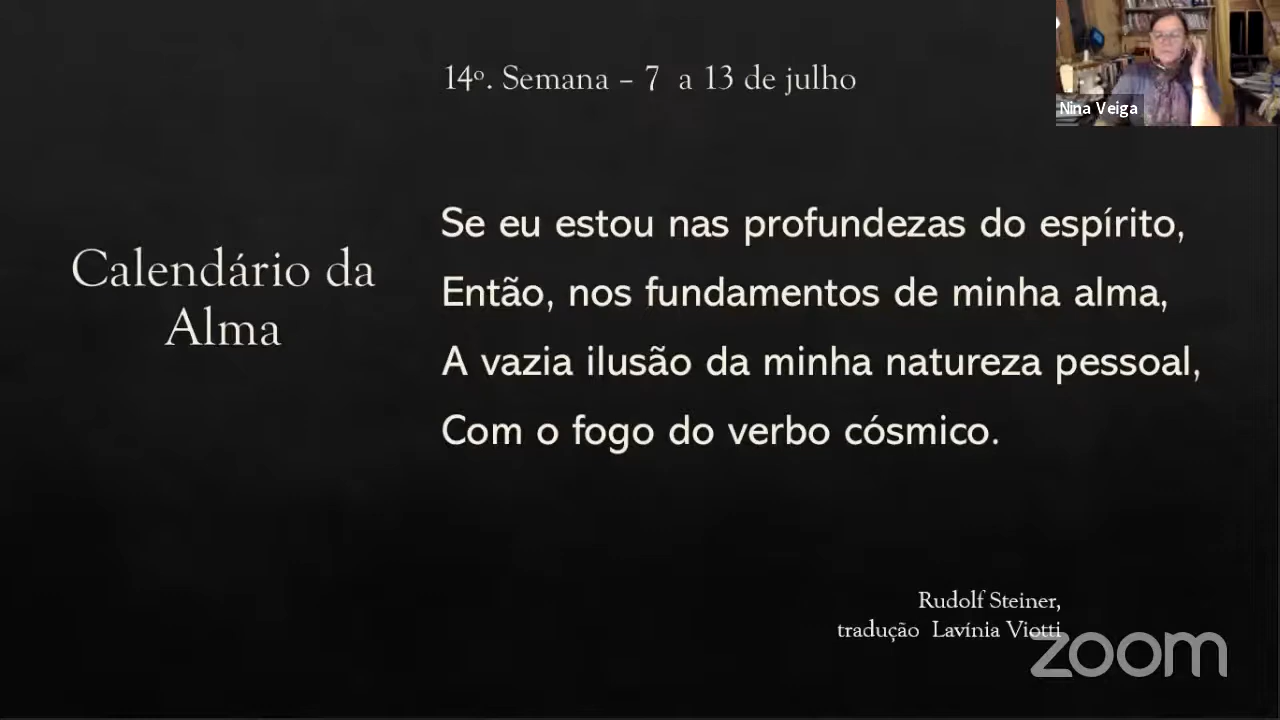 14º. Semana – 7 a 13 de julho
Nina Veiga
Calendário da
Alma
Se eu estou nas profundezas do espírito,
Então, nos fundamentos de minha alma,
A vazia ilusão da minha natureza pessoal,
Com o fogo do verbo cósmico.
Rudolf Steiner,
tradução Lavínia Viotti
zoom